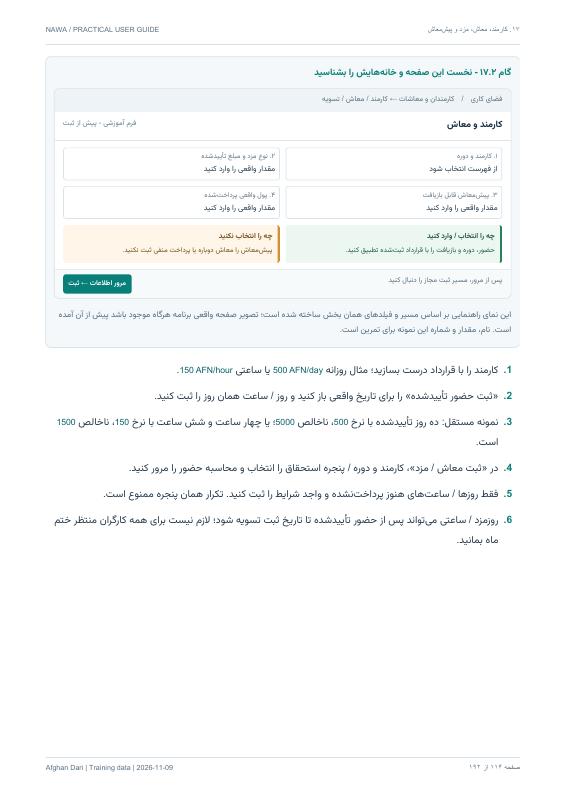 ۱۷. کارمند، معاش، مزد و پیش‌معاش
NAWA / PRACTICAL USER GUIDE
گام ۱۷.۲ - نخست این صفحه و خانه‌هایش را بشناسید
فضای کاری / کارمندان و معاشات ← کارمند / معاش / تسویه
کارمند و معاش
فرم آموزشی - پیش از ثبت
۱. کارمند و دوره
از فهرست انتخاب شود
۲. نوع مزد و مبلغ تأییدشده
مقدار واقعی را وارد کنید
۳. پیش‌معاش قابل بازیافت
مقدار واقعی را وارد کنید
۴. پول واقعی پرداخت‌شده
مقدار واقعی را وارد کنید
چه را انتخاب / وارد کنید
حضور، دوره و بازیافت را با قرارداد ثبت‌شده تطبیق کنید.
چه را انتخاب نکنید
پیش‌معاش را معاش دوباره یا پرداخت منفی ثبت نکنید.
پس از مرور، مسیر ثبت مجاز را دنبال کنید
مرور اطلاعات ← ثبت
این نمای راهنمایی بر اساس مسیر و فیلدهای همان بخش ساخته شده است؛ تصویر صفحه واقعی برنامه هرگاه موجود باشد پیش از آن آمده
است. نام، مقدار و شماره این نمونه برای تمرین است.
1. کارمند را با قرارداد درست بسازید؛ مثال روزانه 500 AFN/day یا ساعتی 150 AFN/hour.
2. «ثبت حضور تأییدشده» را برای تاریخ واقعی باز کنید و روز / ساعت همان روز را ثبت کنید.
3. نمونه مستقل: ده روز تأییدشده با نرخ 500، ناخالص 5000؛ یا چهار ساعت و شش ساعت با نرخ 150، ناخالص 1500
است.
4. در «ثبت معاش / مزد»، کارمند و دوره / پنجره استحقاق را انتخاب و محاسبه حضور را مرور کنید.
5. فقط روزها / ساعت‌های هنوز پرداخت‌نشده و واجد شرایط را ثبت کنید. تکرار همان پنجره ممنوع است.
6. روزمزد / ساعتی می‌تواند پس از حضور تأییدشده تا تاریخ ثبت تسویه شود؛ لازم نیست برای همه کارگران منتظر ختم
ماه بمانید.
صفحه ۱۱۴ از ۱۹۲
Afghan Dari | Training data | 2026-11-09